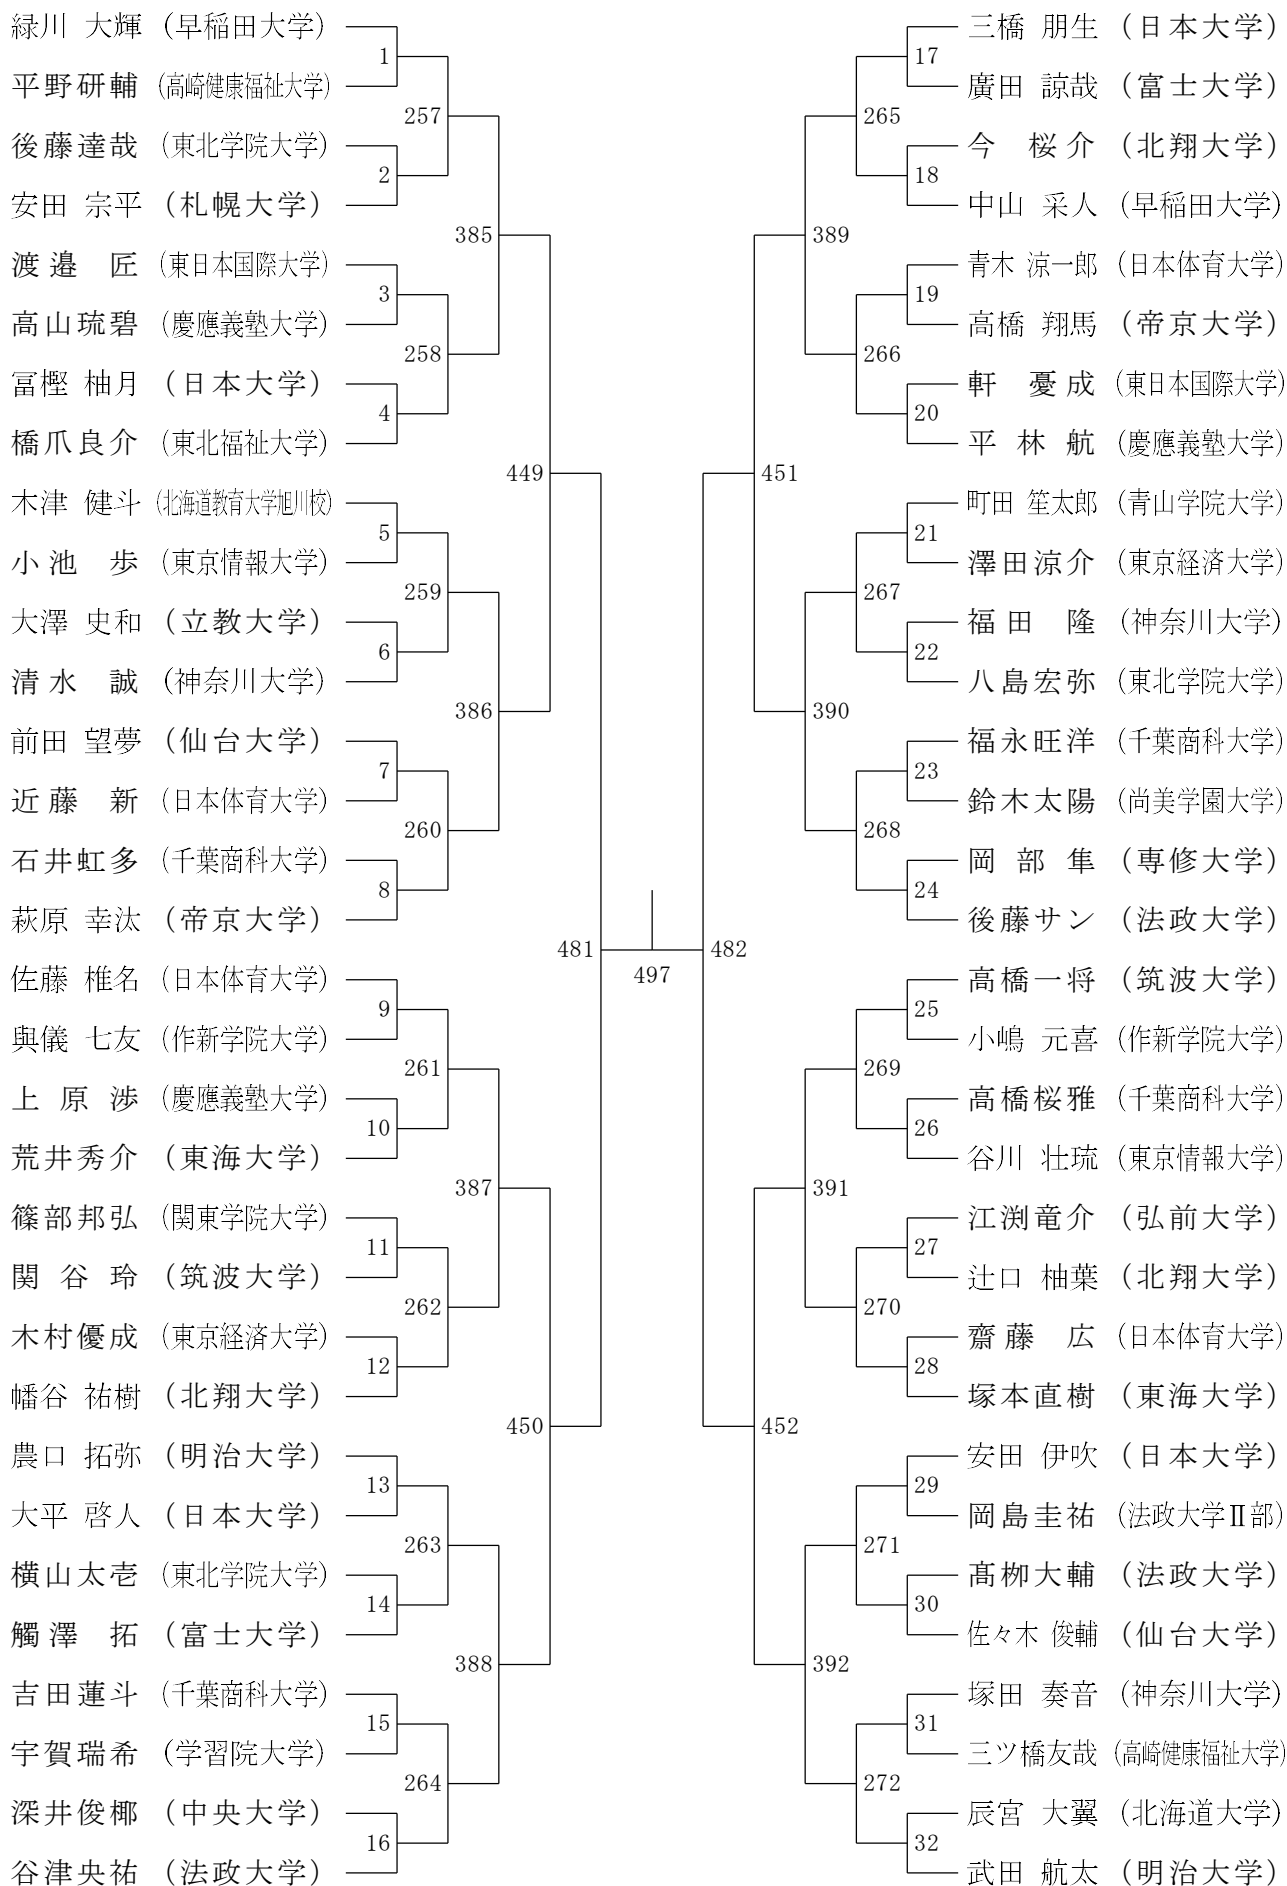 緑川 大輝 (早稲田大学)
1
平野研輔 (高崎健康福祉大学)
257
後藤達哉 (東北学院大学)
2
安田 宗平 (札幌大学)
385
渡邉 匠 (東日本国際大学)
3
高山琉碧 (慶應義塾大学)
258
冨樫 柚月 (日本大学)
4
橋爪良介 (東北福祉大学)
449
木津 健斗 (北海道教育大学旭川校)
5
小池 歩 (東京情報大学)
259
大澤 史和 (立教大学)
6
清水 誠 (神奈川大学)
386
前田 望夢 (仙台大学)
7
近藤 新 (日本体育大学)
260
石井虹多 (千葉商科大学)
8
萩原 幸汰 (帝京大学)
481
佐藤 椎名 (日本体育大学)
9
與儀 七友 (作新学院大学)
261
上原 渉 (慶應義塾大学)
10
荒井秀介 (東海大学)
387
篠部邦弘 (関東学院大学)
11
関谷 玲 (筑波大学)
262
木村優成 (東京経済大学)
12
幡谷 祐樹 (北翔大学)
450
農口 拓弥 (明治大学)
13
大平 啓人 (日本大学)
263
横山太壱 (東北学院大学)
14
觸澤 拓 (富士大学)
388
吉田蓮斗 (千葉商科大学)
15
宇賀瑞希 (学習院大学)
264
深井俊椰 (中央大学)
16
谷津央祐 (法政大学)
497
三橋 朋生 (日本大学)
17
廣田 諒哉 (富士大学)
265
今 桜介 (北翔大学)
18
中山 采人 (早稲田大学)
389
青木 涼一郎 (日本体育大学)
19
高橋 翔馬 (帝京大学)
266
軒 憂成 (東日本国際大学)
20
平林 航 (慶應義塾大学)
451
町田 笙太郎 (青山学院大学)
21
澤田涼介 (東京経済大学)
267
福田 隆 (神奈川大学)
22
八島宏弥 (東北学院大学)
390
福永旺洋 (千葉商科大学)
23
鈴木太陽 (尚美学園大学)
268
岡部 隼 (専修大学)
24
後藤サン (法政大学)
482
高橋一将 (筑波大学)
25
小嶋 元喜 (作新学院大学)
269
高橋桜雅 (千葉商科大学)
26
谷川 壮琉 (東京情報大学)
391
江渕竜介 (弘前大学)
27
辻口 柚葉 (北翔大学)
270
齋藤 広 (日本体育大学)
28
塚本直樹 (東海大学)
452
安田 伊吹 (日本大学)
29
岡島圭祐 (法政大学Ⅱ部)
271
髙栁大輔 (法政大学)
30
佐々木 俊輔 (仙台大学)
392
塚田 奏音 (神奈川大学)
31
三ツ橋友哉 (高崎健康福祉大学)
272
辰宮 大翼 (北海道大学)
32
武田 航太 (明治大学)